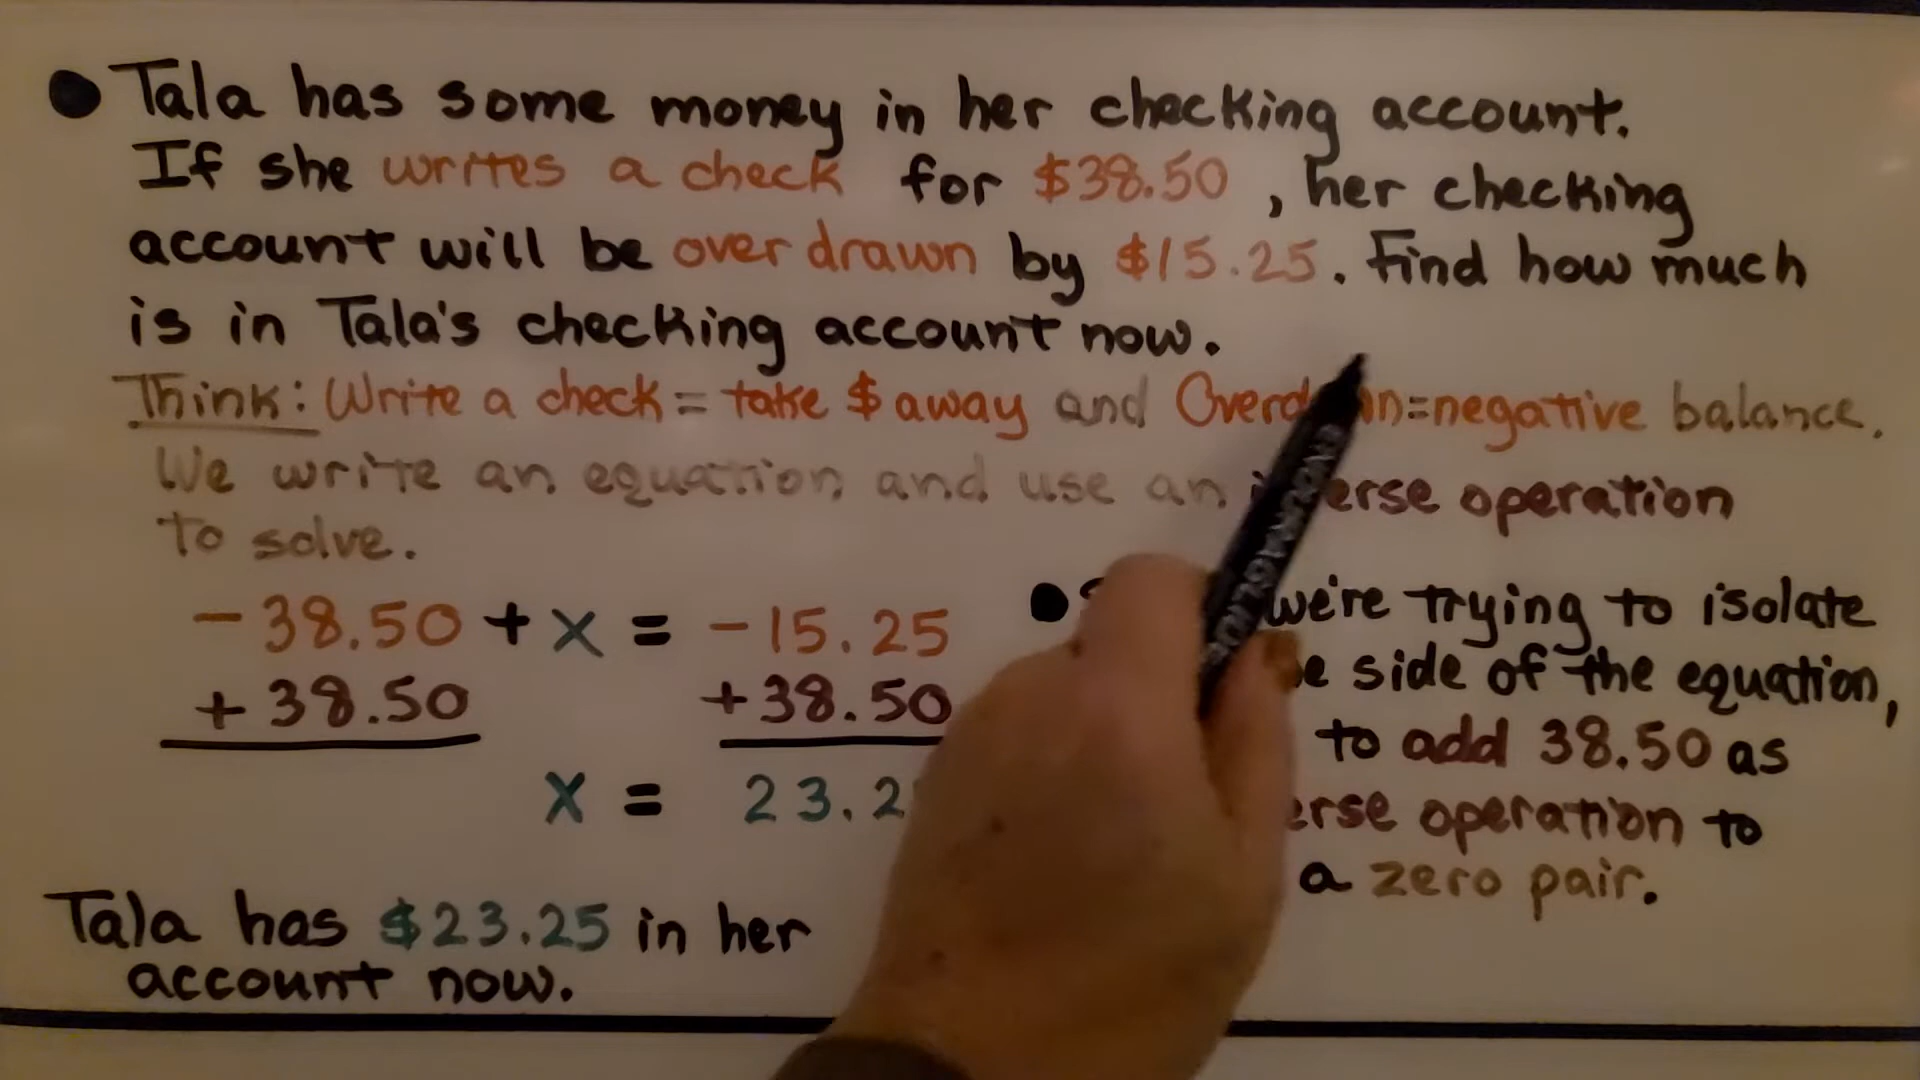 Tala has some money in her checking account.
If she writes a check for $38.50, her checking
account will be overdrawn by $15.25. Find how much
is in Tala's checking account now.
Think: Write a check = take $ away and = negative balance.
We write an equation and use an operation
to solve.
-38.50 + x = -15.25
+38.50 +38.50
x = 23.2
Tala has $23.25 in her
account now.
we're trying to isolate
side of the equation,
to add 38.50 as
operation to
a zero pair.